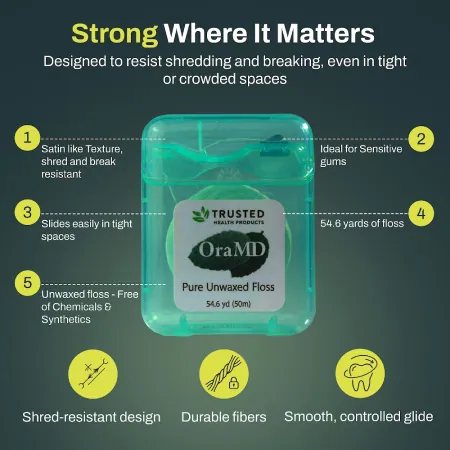 Strong Where It Matters
Designed to resist shredding and breaking, even in tight
or crowded spaces
1
Satin like Texture,
shred and break
resistant
2
Ideal for Sensitive
gums
3
Slides easily in tight
spaces
4
54.6 yards of floss
5
Unwaxed floss - Free
of Chemicals &
Synthetics
TRUSTED
HEALTH PRODUCTS
OraMD
Pure Unwaxed Floss
54.6 yd (50m)
Shred-resistant design
Durable fibers
Smooth, controlled glide